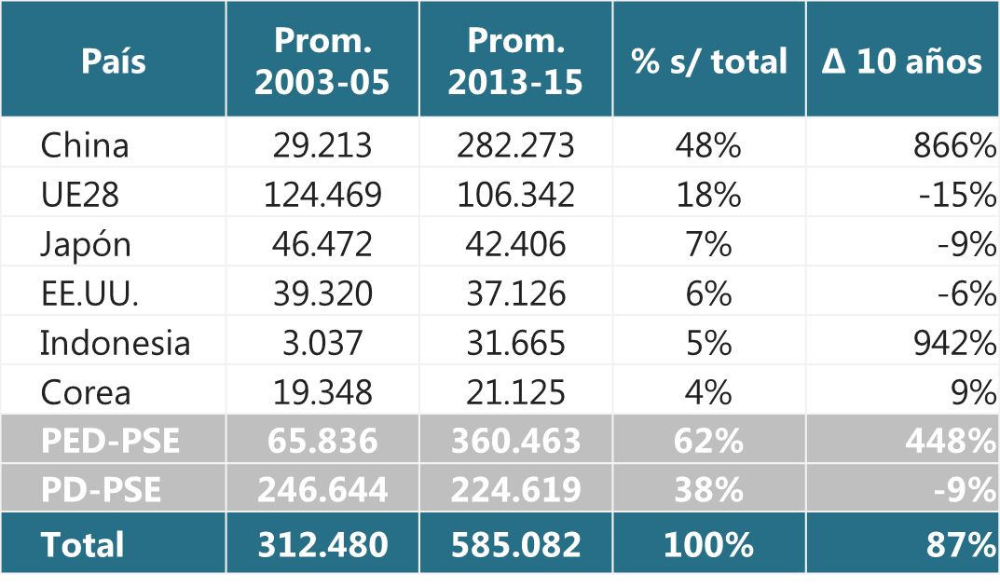 País Prom. 2003-05 Prom. 2013-15 % s/ total Δ 10 años
China 29.213 282.273 48% 866%
UE28 124.469 106.342 18% -15%
Japón 46.472 42.406 7% -9%
EE.UU. 39.320 37.126 6% -6%
Indonesia 3.037 31.665 5% 942%
Corea 19.348 21.125 4% 9%
PED-PSE 65.836 360.463 62% 448%
PD-PSE 246.644 224.619 38% -9%
Total 312.480 585.082 100% 87%